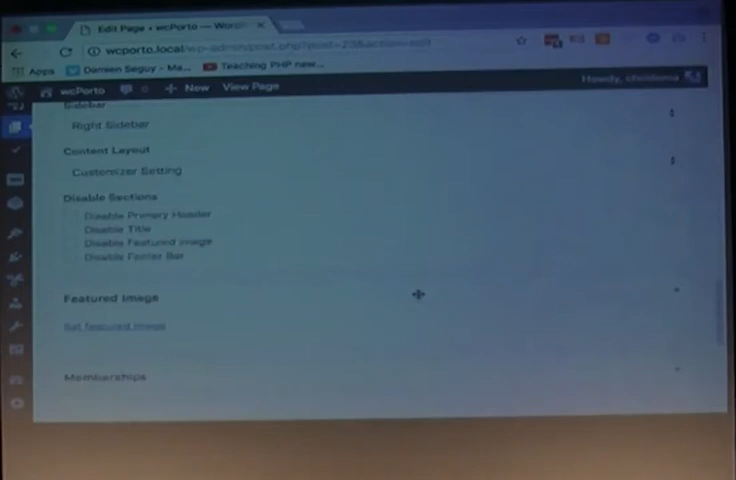 Edit Page • wcPorto — Word
wcporto.local/wp-admin/post.php?post=23&action=edit
Apps Damien Seguy - Ma... Teaching PHP new...
wcPorto 0 New View Page Howdy,
Sidebar
Right Sidebar
Content Layout
Customizer Setting
Disable Sections
Disable Primary Header
Disable Title
Disable Featured Image
Disable Footer Bar
Featured Image
Set featured image
Memberships